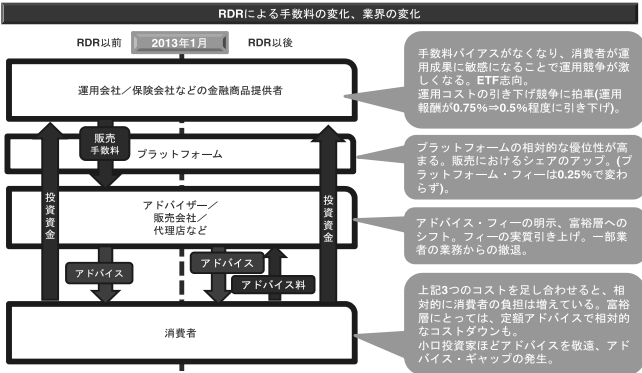 RDRによる手数料の変化、業界の変化
RDR以前
2013年1月
RDR以後
運用会社／保険会社などの金融商品提供者
販売
手数料
プラットフォーム
アドバイザー／
販売会社／
代理店など
投資資金
投資資金
アドバイス
アドバイス
アドバイス料
消費者
手数料バイアスがなくなり、消費者が運
用成果に敏感になることで運用競争が激
しくなる。ETF志向。
運用コストの引き下げ競争に拍車(運用
報酬が0.75%⇒0.5%程度に引き下げ)。
プラットフォームの相対的な優位性が高
まる。販売におけるシェアのアップ。(プ
ラットフォーム・フィーは0.25%で変わ
らず)。
アドバイス・フィーの明示、富裕層への
シフト。フィーの実質引き上げ。一部業
者の業務からの撤退。
上記3つのコストを足し合わせると、相
対的に消費者の負担は増えている。富裕
層にとっては、定額アドバイスで相対的
なコストダウンも。
小口投資家ほどアドバイスを敬遠、アド
バイス・ギャップの発生。